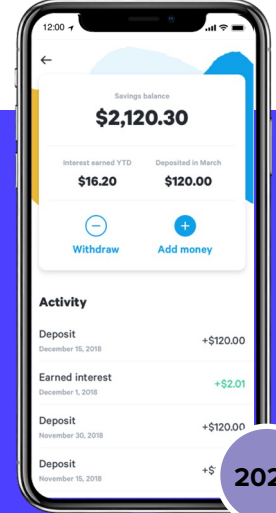 12:00
Savings balance
$2,120.30
Interest earned YTD Deposited in March
$16.20 $120.00
Withdraw Add money
Activity
Deposit +$120.00
December 15, 2018
Earned interest +$2.01
December 1, 2018
Deposit +$120.00
November 30, 2018
Deposit +$
November 15, 2018
202